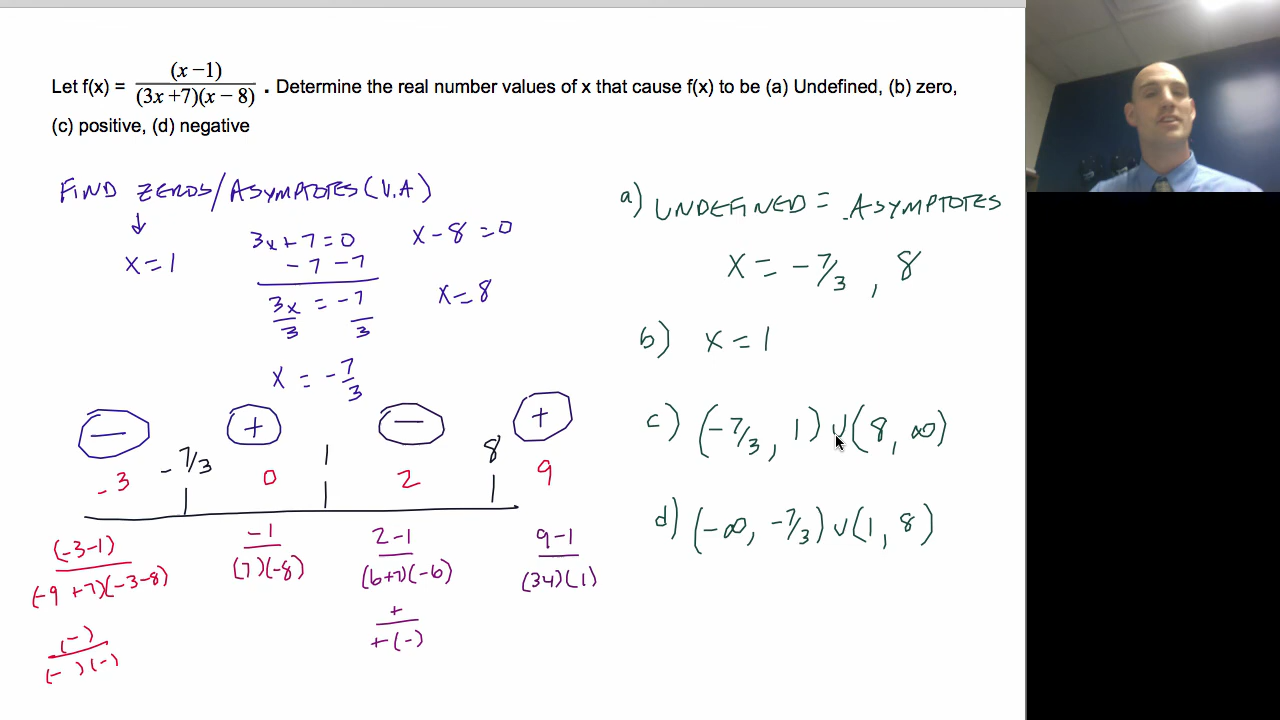 Let f(x) = (x −1) / (3x +7)(x − 8) . Determine the real number values of x that cause f(x) to be (a) Undefined, (b) zero,
(c) positive, (d) negative
FIND ZEROS/ASYMPTOTES (V.A)
↓
x=1
3x+7=0
-7 -7
3x = -7
3 3
x = -7/3
x-8=0
x=8
− + − +
-3 -7/3 0 1 2 8 9
(-3-1) / (-9+7)(-3-8)
(-) / (-)(-)
-1 / (7)(-8)
2-1 / (6+7)(-6)
+ / +(-)
9-1 / (34)(1)
a) UNDEFINED = ASYMPTOTES
x = -7/3, 8
b) x = 1
c) (-7/3, 1) ∪ (8, ∞)
d) (-∞, -7/3) ∪ (1, 8)